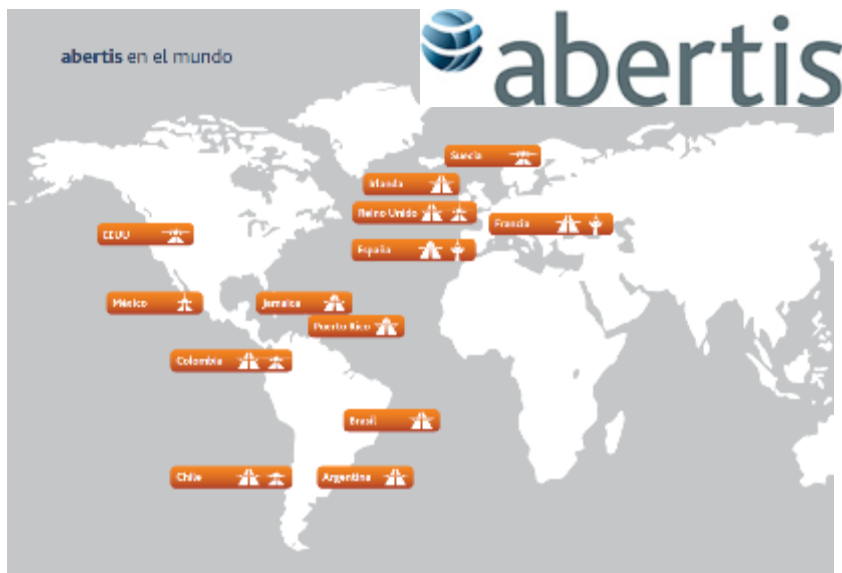 abertis en el mundo
abertis
Suecia
Irlanda
Reino Unido
Francia
EEUU
España
México
Jamaica
Puerto Rico
Colombia
Brasil
Chile
Argentina